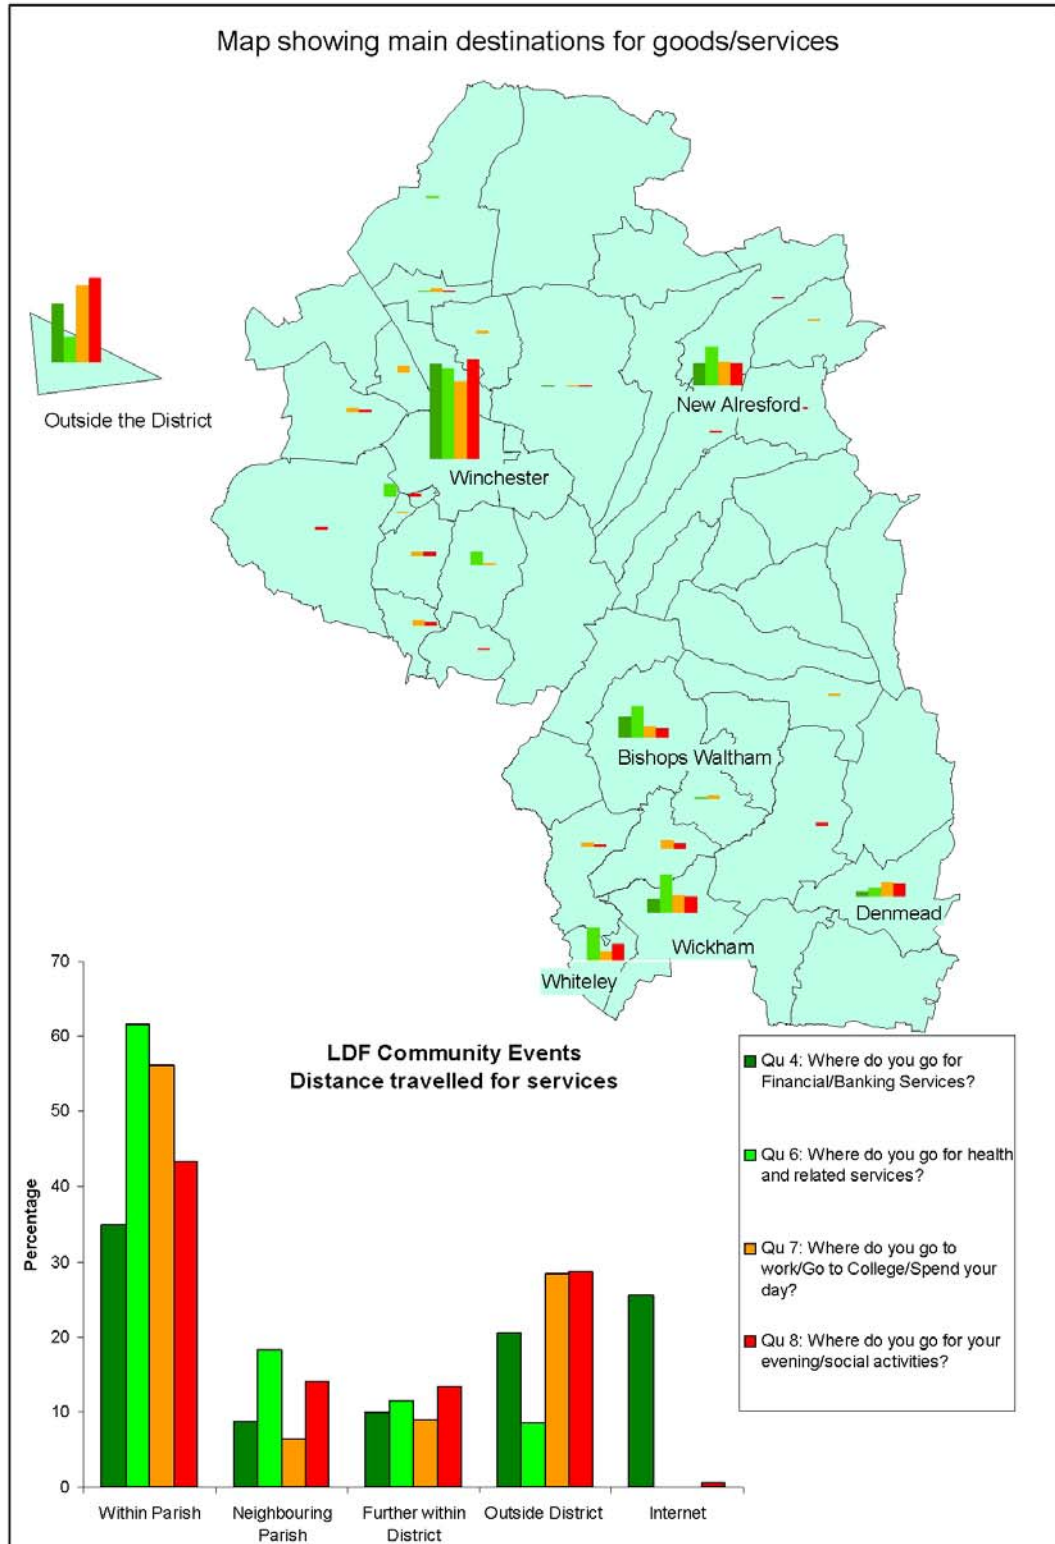 Map showing main destinations for goods/services
Outside the District
New Alresford
Winchester
Bishops Waltham
Denmead
Wickham
Whiteley
LDF Community Events
Distance travelled for services
Percentage
70
60
50
40
30
20
10
0
Within Parish
Neighbouring
Parish
Further within
District
Outside District
Internet
Qu 4: Where do you go for
Financial/Banking Services?
Qu 6: Where do you go for health
and related services?
Qu 7: Where do you go to
work/Go to College/Spend your
day?
Qu 8: Where do you go for your
evening/social activities?